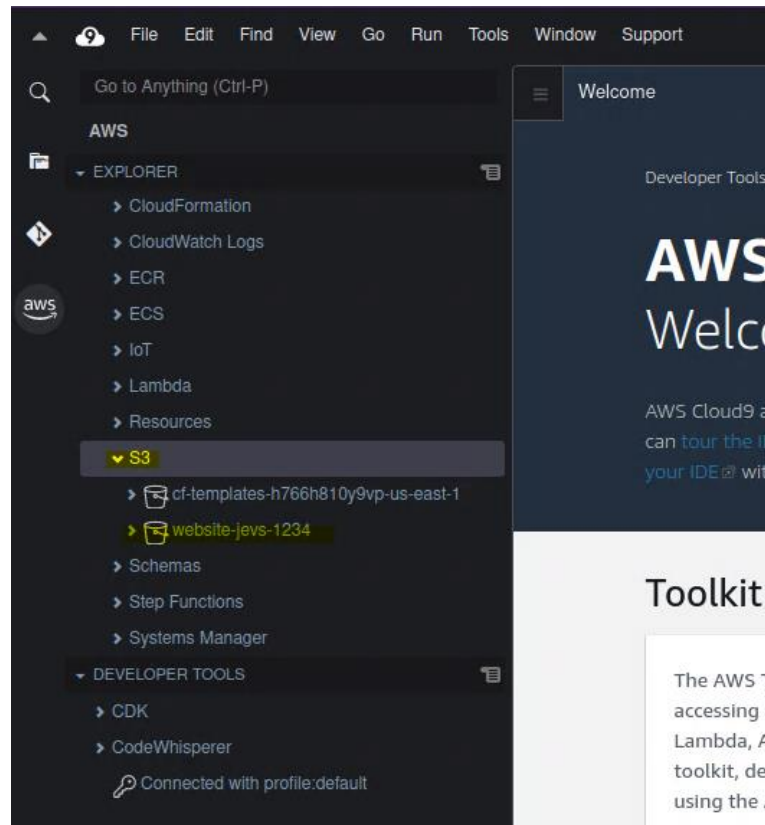 File Edit Find View Go Run Tools Window Support
Go to Anything (Ctrl-P)
AWS
EXPLORER
CloudFormation
CloudWatch Logs
ECR
ECS
IoT
Lambda
Resources
S3
cf-templates-h766h810y9vp-us-east-1
website-jevs-1234
Schemas
Step Functions
Systems Manager
DEVELOPER TOOLS
CDK
CodeWhisperer
Connected with profile:default
aws
Welcome
Developer Tools
AWS
Welc
AWS Cloud9 a
can tour the I
your IDE wit
Toolkit
The AWS T
accessing
Lambda, A
toolkit, de
using the